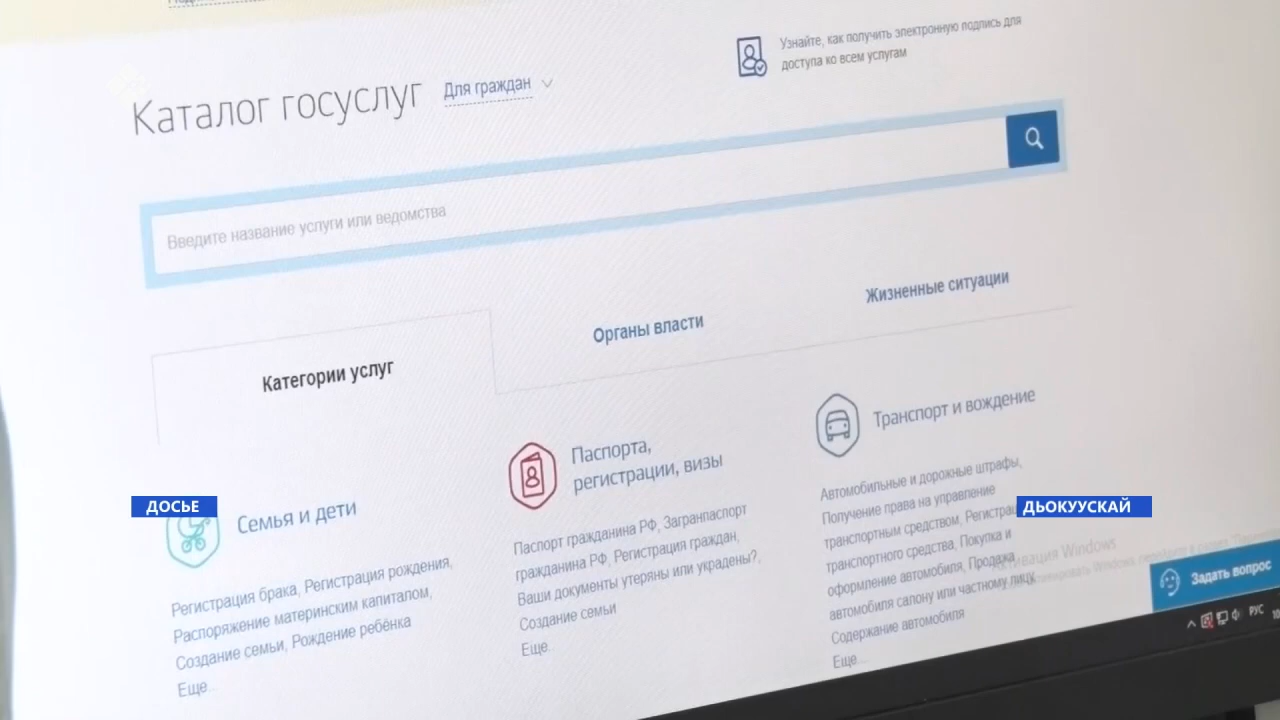 Узнайте, как получить электронную подпись для
доступа ко всем услугам
Каталог госуслуг Для граждан
Введите название услуги или ведомства
Категории услуг
Органы власти
Жизненные ситуации
Семья и дети
Регистрация брака, Регистрация рождения,
Распоряжение материнским капиталом,
Создание семьи, Рождение ребёнка
Еще...
Паспорта,
регистрации, визы
Паспорт гражданина РФ, Загранпаспорт
гражданина РФ, Регистрация граждан,
Ваши документы утеряны или украдены?,
Создание семьи
Еще...
Транспорт и вождение
Автомобильные и дорожные штрафы,
Получение права на управление
транспортным средством, Регистрац
транспортного средства, Покупка и
оформление автомобиля, Продажа
автомобиля салону или частному лицу,
Содержание автомобиля
Еще...
ДОСЬЕ
ДЬОКУУСКАЙ
Активация Windows
Задать вопрос
РУС